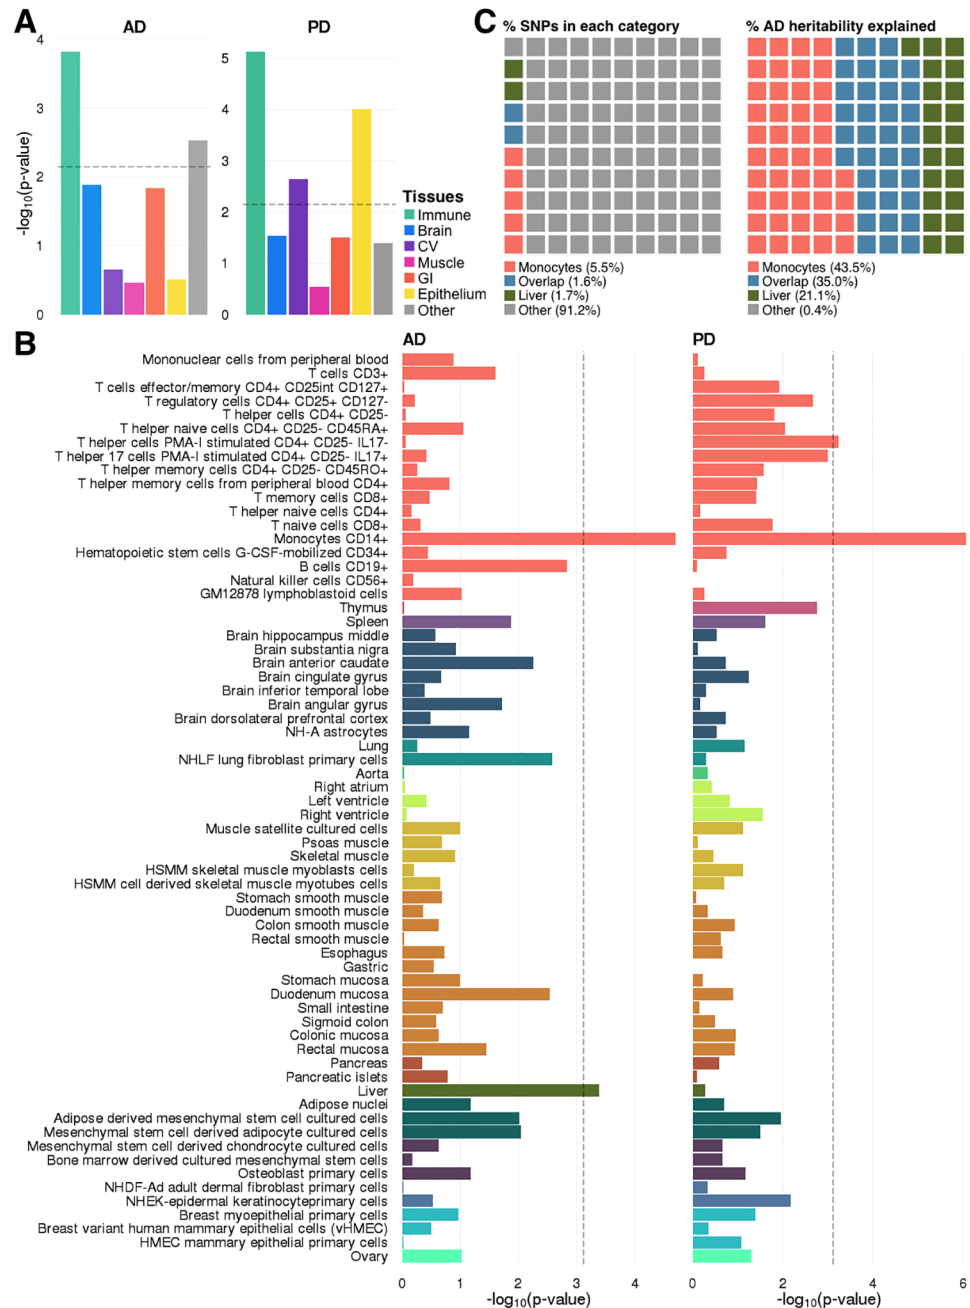 A
AD
PD
4
3
2
1
0
5
4
3
2
1
0
-log10(p-value)
Tissues
Immune
Brain
CV
Muscle
GI
Epithelium
Other
C
% SNPs in each category
% AD heritability explained
Monocytes (5.5%)
Overlap (1.6%)
Liver (1.7%)
Other (91.2%)
Monocytes (43.5%)
Overlap (35.0%)
Liver (21.1%)
Other (0.4%)
B
AD
PD
Mononuclear cells from peripheral blood
T cells CD3+
T cells effector/memory CD4+ CD25int CD127+
T regulatory cells CD4+ CD25+ CD127-
T helper cells CD4+ CD25-
T helper naive cells CD4+ CD25- CD45RA+
T helper cells PMA-I stimulated CD4+ CD25- IL17-
T helper 17 cells PMA-I stimulated CD4+ CD25- IL17+
T helper memory cells CD4+ CD25- CD45RO+
T helper memory cells from peripheral blood CD4+
T memory cells CD8+
T helper naive cells CD4+
T naive cells CD8+
Monocytes CD14+
Hematopoietic stem cells G-CSF-mobilized CD34+
B cells CD19+
Natural killer cells CD56+
GM12878 lymphoblastoid cells
Thymus
Spleen
Brain hippocampus middle
Brain substantia nigra
Brain anterior caudate
Brain cingulate gyrus
Brain inferior temporal lobe
Brain angular gyrus
Brain dorsolateral prefrontal cortex
NH-A astrocytes
Lung
NHLF lung fibroblast primary cells
Aorta
Right atrium
Left ventricle
Right ventricle
Muscle satellite cultured cells
Psoas muscle
Skeletal muscle
HSMM skeletal muscle myoblasts cells
HSMM cell derived skeletal muscle myotubes cells
Stomach smooth muscle
Duodenum smooth muscle
Colon smooth muscle
Rectal smooth muscle
Esophagus
Gastric
Stomach mucosa
Duodenum mucosa
Small intestine
Sigmoid colon
Colonic mucosa
Rectal mucosa
Pancreas
Pancreatic islets
Liver
Adipose nuclei
Adipose derived mesenchymal stem cell cultured cells
Mesenchymal stem cell derived adipocyte cultured cells
Mesenchymal stem cell derived chondrocyte cultured cells
Bone marrow derived cultured mesenchymal stem cells
Osteoblast primary cells
NHDF-Ad adult dermal fibroblast primary cells
NHEK-epidermal keratinocyteprimary cells
Breast myoepithelial primary cells
Breast variant human mammary epithelial cells (vHMEC)
HMEC mammary epithelial primary cells
Ovary
0 1 2 3 4
0 2 4 6
-log10(p-value)
-log10(p-value)